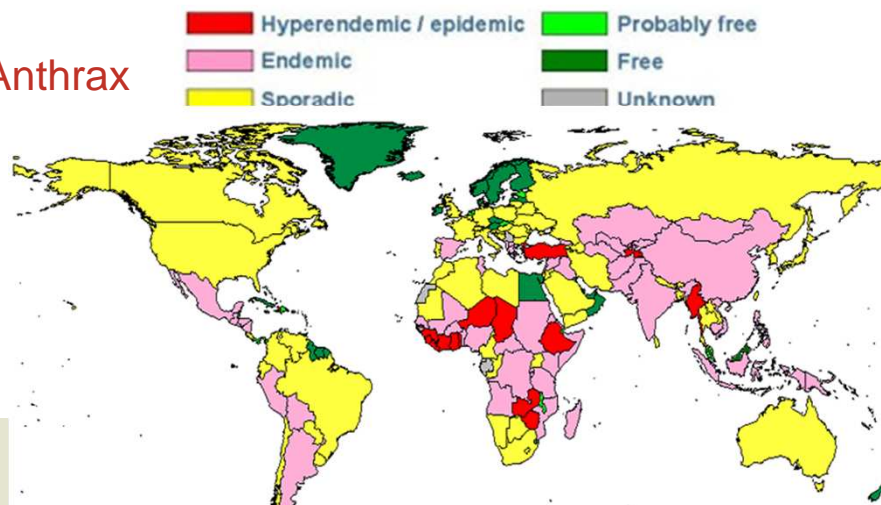 Hyperendemic / epidemic Probably free
Anthrax
Endemic Free
Sporadic Unknown